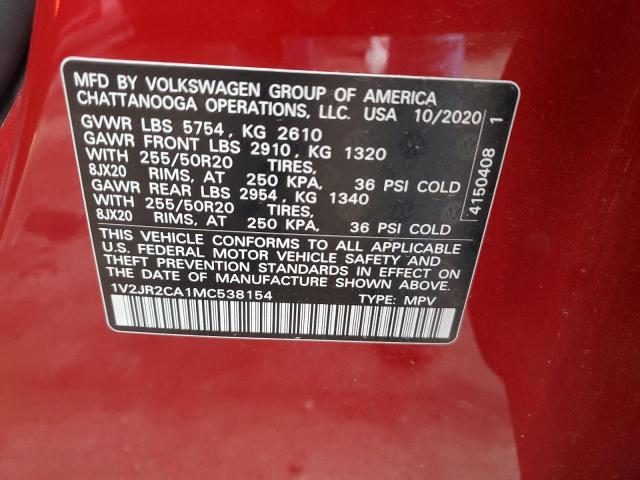 MFD BY VOLKSWAGEN GROUP OF AMERICA
CHATTANOOGA OPERATIONS, LLC. USA 10/2020
GVWR LBS 5754, KG 2610
GAWR FRONT LBS 2910, KG 1320
WITH 255/50R20 TIRES,
8JX20 RIMS, AT 250 KPA, 36 PSI COLD
GAWR REAR LBS 2954, KG 1340
WITH 255/50R20 TIRES,
8JX20 RIMS, AT 250 KPA, 36 PSI COLD
THIS VEHICLE CONFORMS TO ALL APPLICABLE
U.S. FEDERAL MOTOR VEHICLE SAFETY AND
THEFT PREVENTION STANDARDS IN EFFECT ON THE
DATE OF MANUFACTURE SHOWN ABOVE.
1V2JR2CA1MC538154 TYPE: MPV
4150408 1